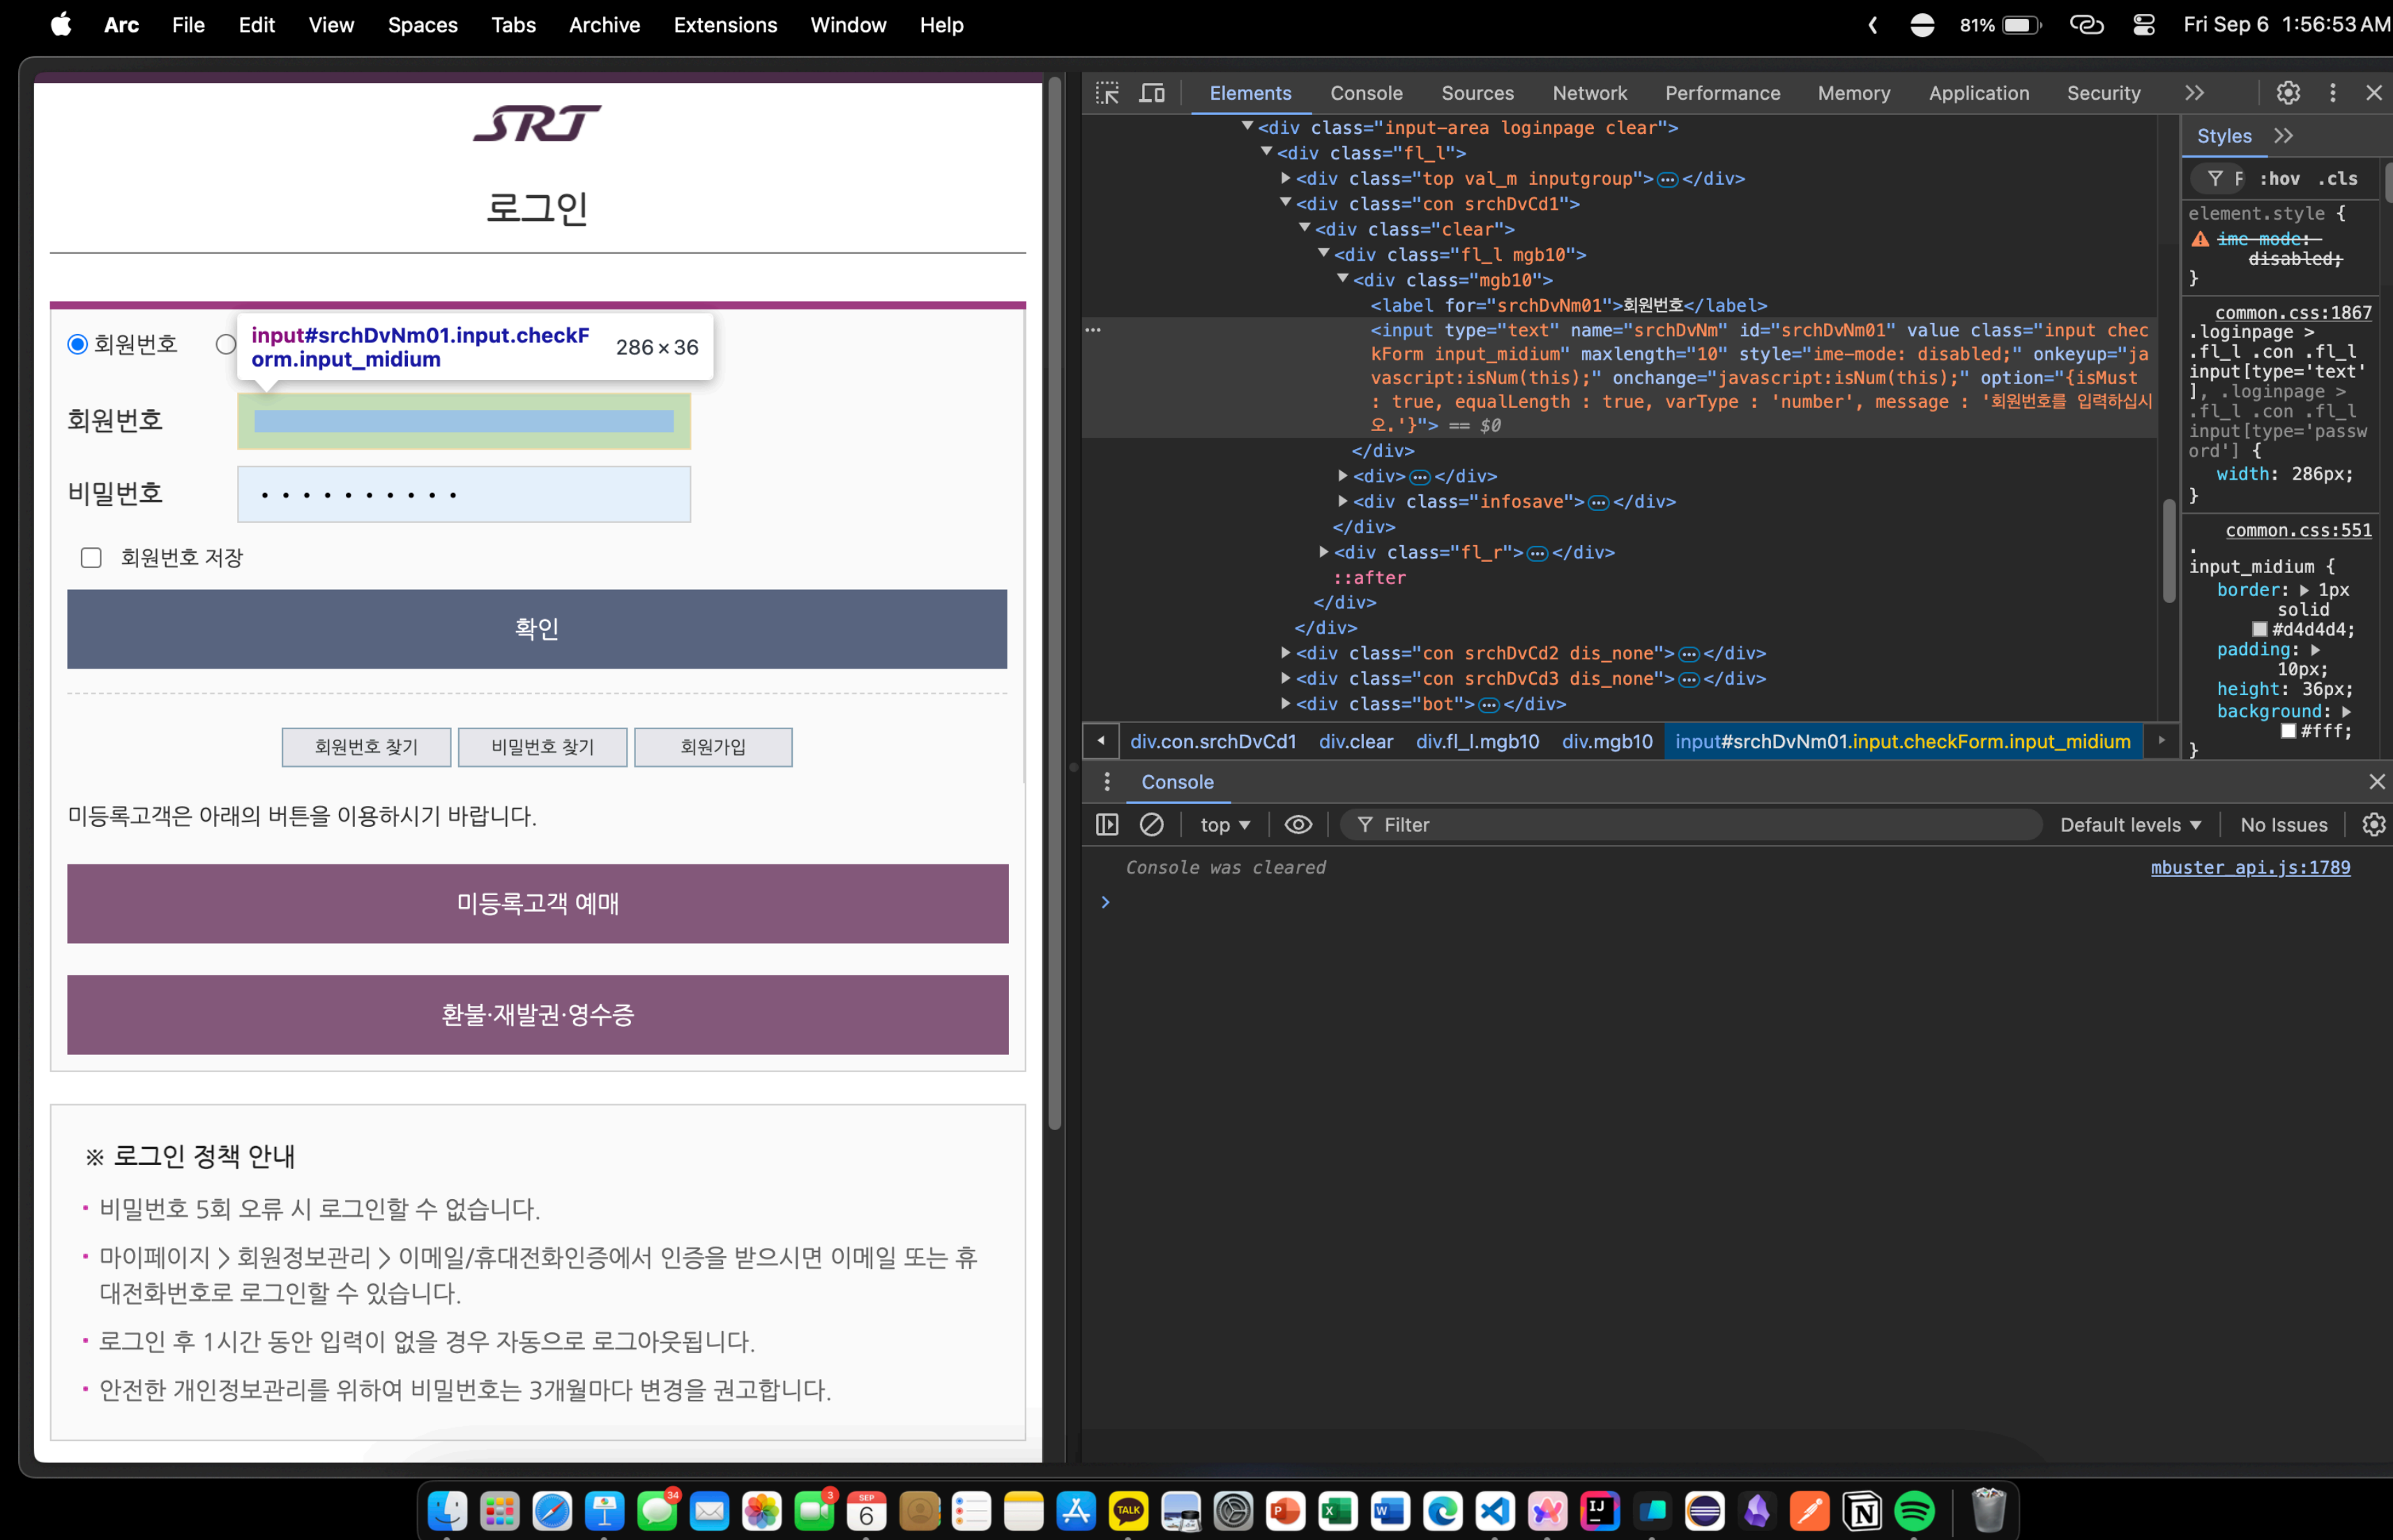 Arc File Edit View Spaces Tabs Archive Extensions Window Help 81% Fri Sep 6 1:56:53 AM
SRT
로그인
회원번호
input#srchDvNm01.input.checkF
orm.input_midium 286 × 36
회원번호
비밀번호 ••••••••••
회원번호 저장
확인
회원번호 찾기 비밀번호 찾기 회원가입
미등록고객은 아래의 버튼을 이용하시기 바랍니다.
미등록고객 예매
환불·재발권·영수증
※ 로그인 정책 안내
비밀번호 5회 오류 시 로그인할 수 없습니다.
마이페이지 > 회원정보관리 > 이메일/휴대전화인증에서 인증을 받으시면 이메일 또는 휴
대전화번호로 로그인할 수 있습니다.
로그인 후 1시간 동안 입력이 없을 경우 자동으로 로그아웃됩니다.
안전한 개인정보관리를 위하여 비밀번호는 3개월마다 변경을 권고합니다.
Elements Console Sources Network Performance Memory Application Security
<div class="input-area loginpage clear">
<div class="fl_l">
<div class="top val_m inputgroup">…</div>
<div class="con srchDvCd1">
<div class="clear">
<div class="fl_l mgb10">
<div class="mgb10">
<label for="srchDvNm01">회원번호</label>
<input type="text" name="srchDvNm" id="srchDvNm01" value class="input chec
kForm input_midium" maxlength="10" style="ime-mode: disabled;" onkeyup="ja
vascript:isNum(this);" onchange="javascript:isNum(this);" option="{isMust
: true, equalLength : true, varType : 'number', message : '회원번호를 입력하십시
오.'}"> == $0
</div>
<div>…</div>
<div class="infosave">…</div>
</div>
<div class="fl_r">…</div>
::after
</div>
</div>
<div class="con srchDvCd2 dis_none">…</div>
<div class="con srchDvCd3 dis_none">…</div>
<div class="bot">…</div>
div.con.srchDvCd1 div.clear div.fl_l.mgb10 div.mgb10 input#srchDvNm01.input.checkForm.input_midium
Styles
F :hov .cls
element.style {
ime-mode:
disabled;
}
common.css:1867
.loginpage >
.fl_l .con .fl_l
input[type='text'
], .loginpage >
.fl_l .con .fl_l
input[type='passw
ord'] {
width: 286px;
}
common.css:551
.
input_midium {
border: 1px
solid
#d4d4d4;
padding:
10px;
height: 36px;
background:
#fff;
}
Console
top Filter Default levels No Issues
Console was cleared mbuster_api.js:1789
34
3
SEP
6
TALK
P
X
W
IJ
N